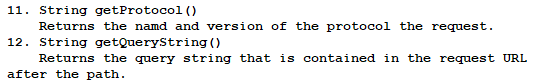 11. String getProtocol()
Returns the namd and version of the protocol the request.
12. String getQueryString()
Returns the query string that is contained in the request URL
after the path.